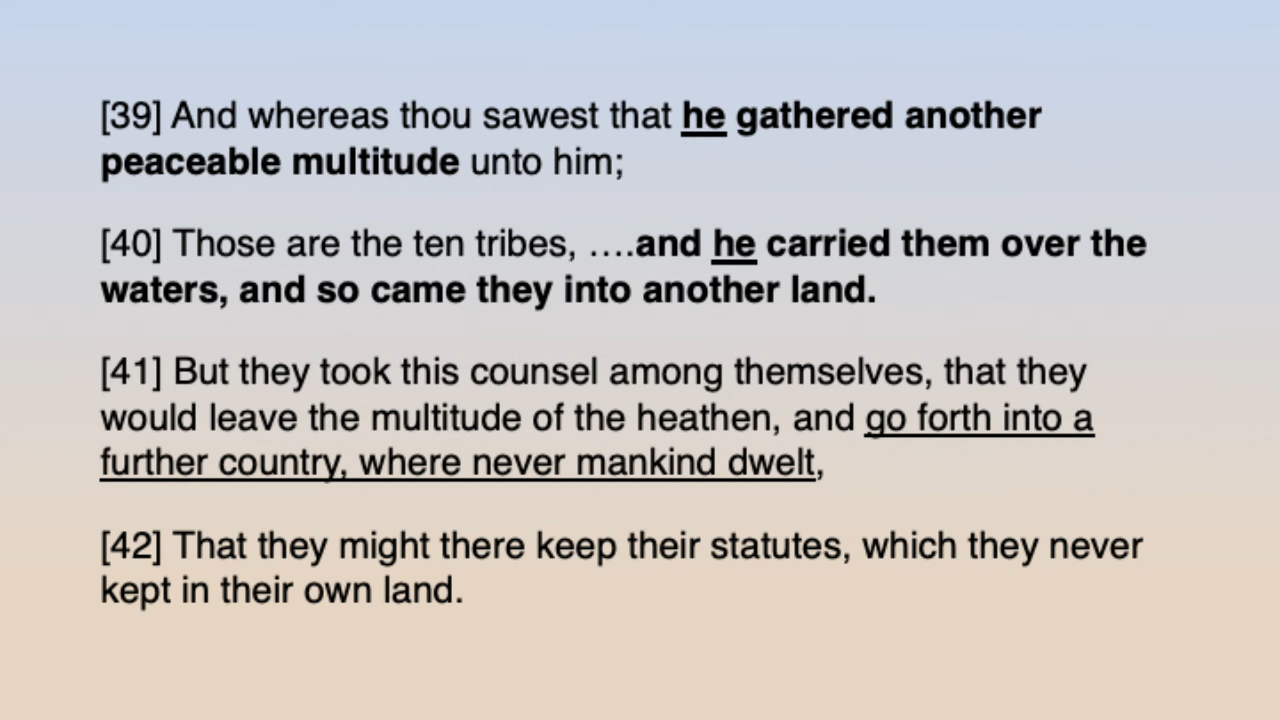 [39] And whereas thou sawest that he gathered another
peaceable multitude unto him;
[40] Those are the ten tribes, ….and he carried them over the
waters, and so came they into another land.
[41] But they took this counsel among themselves, that they
would leave the multitude of the heathen, and go forth into a
further country, where never mankind dwelt,
[42] That they might there keep their statutes, which they never
kept in their own land.